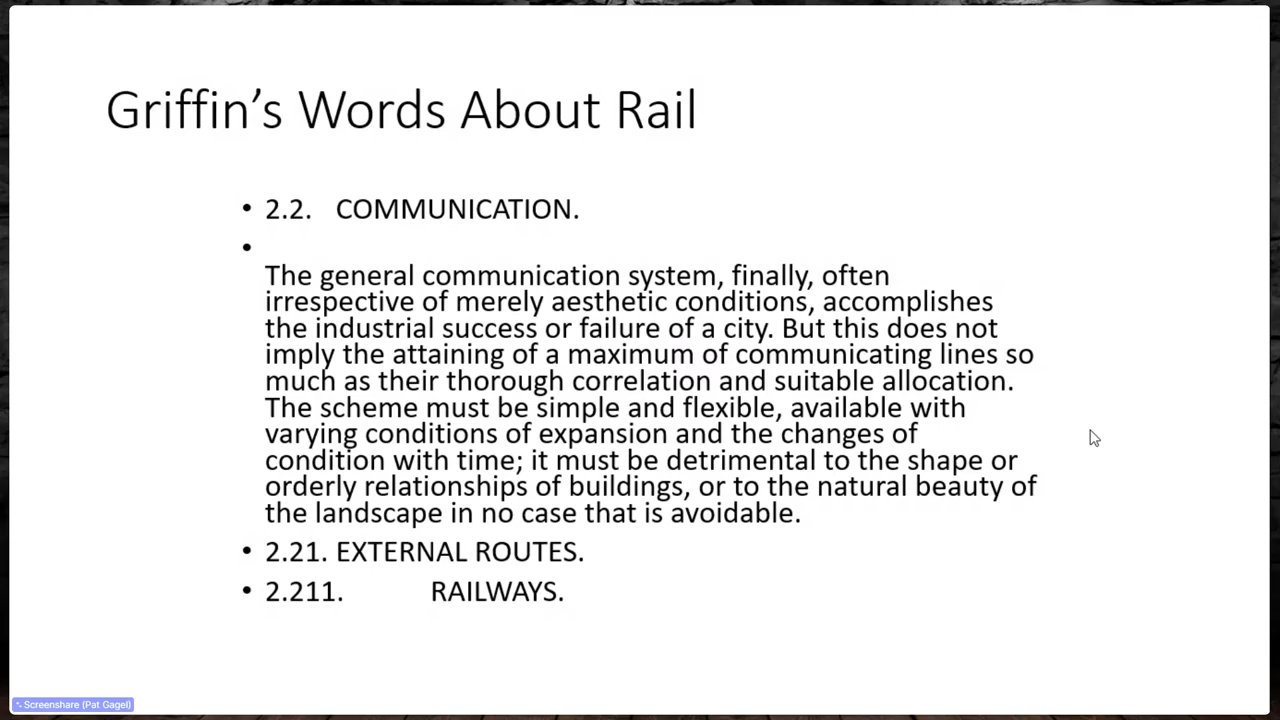 Griffin’s Words About Rail
• 2.2. COMMUNICATION.
•
The general communication system, finally, often
irrespective of merely aesthetic conditions, accomplishes
the industrial success or failure of a city. But this does not
imply the attaining of a maximum of communicating lines so
much as their thorough correlation and suitable allocation.
The scheme must be simple and flexible, available with
varying conditions of expansion and the changes of
condition with time; it must be detrimental to the shape or
orderly relationships of buildings, or to the natural beauty of
the landscape in no case that is avoidable.
• 2.21. EXTERNAL ROUTES.
• 2.211. RAILWAYS.
Screenshare (Pat Gagel)